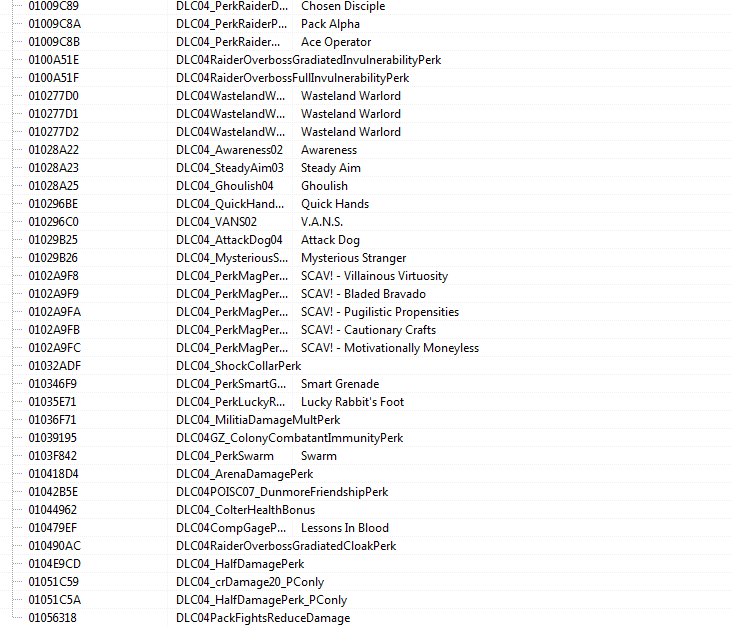 01009C89 DLC04_PerkRaiderD... Chosen Disciple
01009C8A DLC04_PerkRaiderP... Pack Alpha
01009C8B DLC04_PerkRaider... Ace Operator
0100A51E DLC04RaiderOverbossGradiatedInvulnerabilityPerk
0100A51F DLC04RaiderOverbossFullInvulnerabilityPerk
010277D0 DLC04WastelandW... Wasteland Warlord
010277D1 DLC04WastelandW... Wasteland Warlord
010277D2 DLC04WastelandW... Wasteland Warlord
01028A22 DLC04_Awareness02 Awareness
01028A23 DLC04_SteadyAim03 Steady Aim
01028A25 DLC04_Ghoulish04 Ghoulish
010296BE DLC04_QuickHand... Quick Hands
010296C0 DLC04_VANS02 V.A.N.S.
01029B25 DLC04_AttackDog04 Attack Dog
01029B26 DLC04_MysteriousS... Mysterious Stranger
0102A9F8 DLC04_PerkMagPer... SCAV! - Villainous Virtuosity
0102A9F9 DLC04_PerkMagPer... SCAV! - Bladed Bravado
0102A9FA DLC04_PerkMagPer... SCAV! - Pugilistic Propensities
0102A9FB DLC04_PerkMagPer... SCAV! - Cautionary Crafts
0102A9FC DLC04_PerkMagPer... SCAV! - Motivationally Moneyless
01032ADF DLC04_ShockCollarPerk
010346F9 DLC04_PerkSmartG... Smart Grenade
01035E71 DLC04_PerkLuckyR... Lucky Rabbit's Foot
01036F71 DLC04_MilitiaDamageMultPerk
01039195 DLC04GZ_ColonyCombatantImmunityPerk
0103F842 DLC04_PerkSwarm Swarm
010418D4 DLC04_ArenaDamagePerk
01042B5E DLC04POISC07_DunmoreFriendshipPerk
01044962 DLC04_ColterHealthBonus
010479EF DLC04CompGageP... Lessons In Blood
010490AC DLC04RaiderOverbossGradiatedCloakPerk
0104E9CD DLC04_HalfDamagePerk
01051C59 DLC04_crDamage20_PConly
01051C5A DLC04_HalfDamagePerk_PConly
01056318 DLC04PackFightsReduceDamage